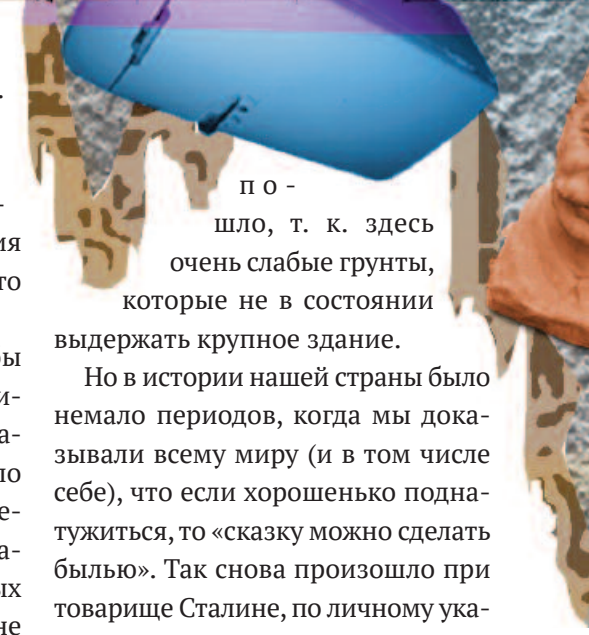 по-
шло, т. к. здесь
очень слабые грунты,
которые не в состоянии
выдержать крупное здание.
Но в истории нашей страны было
немало периодов, когда мы дока-
зывали всему миру (и в том числе
себе), что если хорошенько подна-
тужиться, то «сказку можно сделать
былью». Так снова произошло при
товарище Сталине, по личному ука-